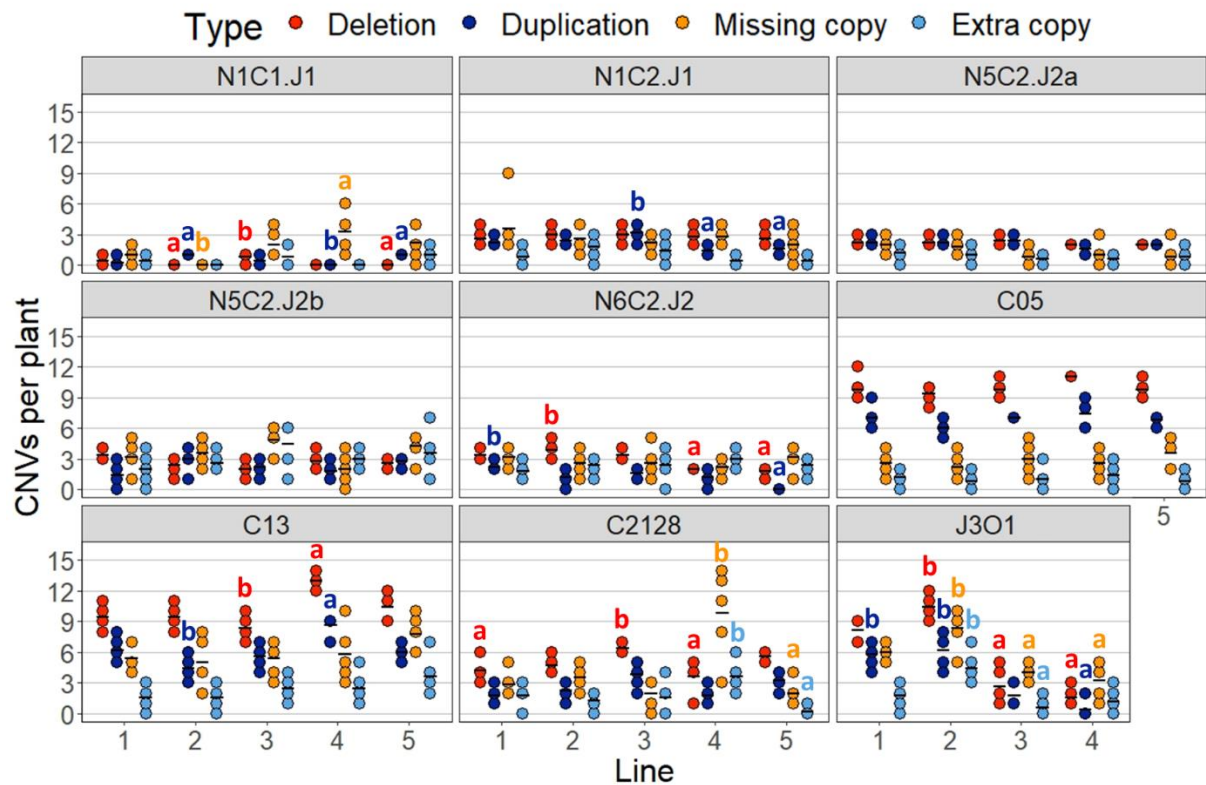 Type Deletion Duplication Missing copy Extra copy
N1C1.J1 N1C2.J1 N5C2.J2a
15
12
9
6
3
0
a a b b b a a a
b a a
N5C2.J2b N6C2.J2 C05
15
12
9
6
3
0
b b a a a
5
C13 C2128 J3O1
15
12
9
6
3
0
b b a a
a b a b b a a
b b b b b a a a a a a
1 2 3 4 5 1 2 3 4 5 1 2 3 4
CNVs per plant
Line